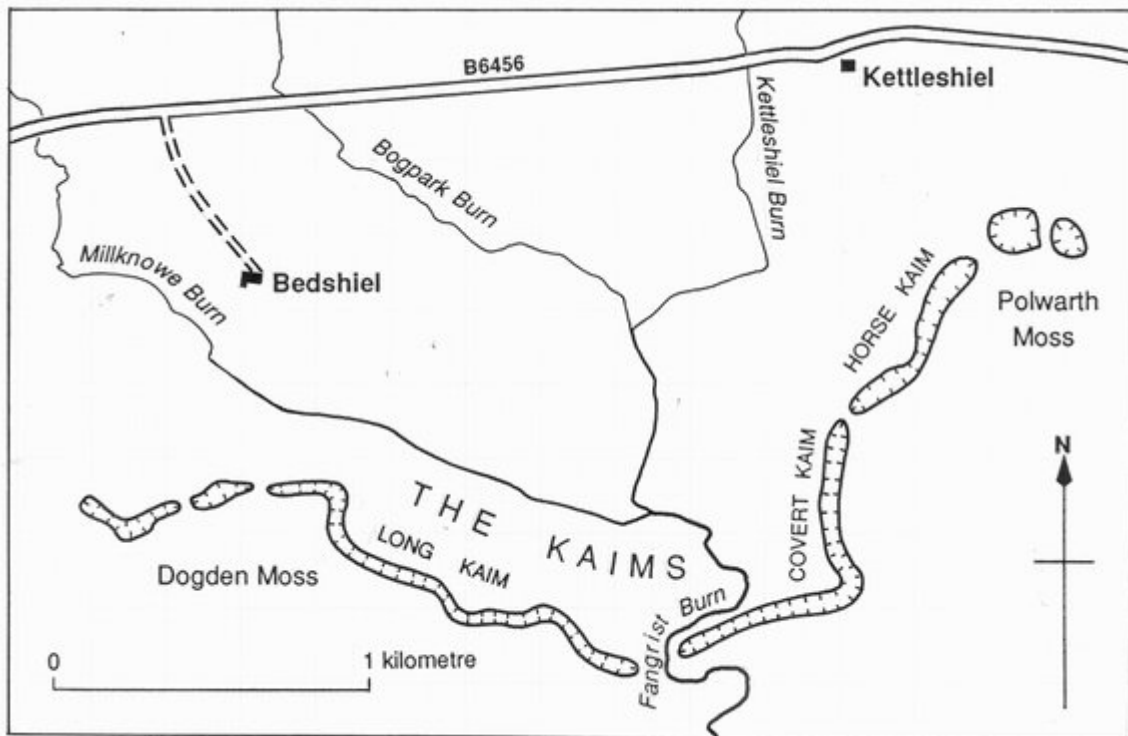 B6456
Kettleshiel
Kettleshiel Burn
Bogpark Burn
Millknowe Burn
Bedshiel
HORSE KAIM
Polwarth
Moss
COVERT KAIM
N
THE KAIMS
LONG KAIM
Dogden Moss
Fangrist Burn
0 1 kilometre